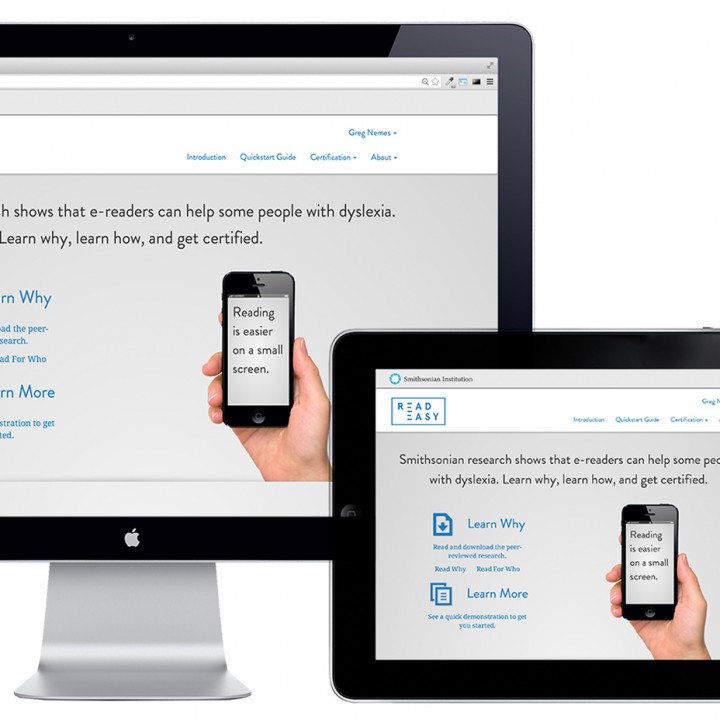 Greg Nemes
Introduction Quickstart Guide Certification About
ch shows that e-readers can help some people with dyslexia.
Learn why, learn how, and get certified.
rn Why
oad the peer-
search.
ad For Who
rn More
stration to get
ted.
Reading
is easier
on a small
screen.
Smithsonian Institution
READ
EASY
Greg N
Introduction Quickstart Guide Certification
Smithsonian research shows that e-readers can help some peo
with dyslexia. Learn why, learn how, and get certified.
Learn Why
Read and download the peer-
reviewed research.
Read Why Read For Who
Learn More
See a quick demonstration to get
you started.
Reading
is easier
on a small
screen.